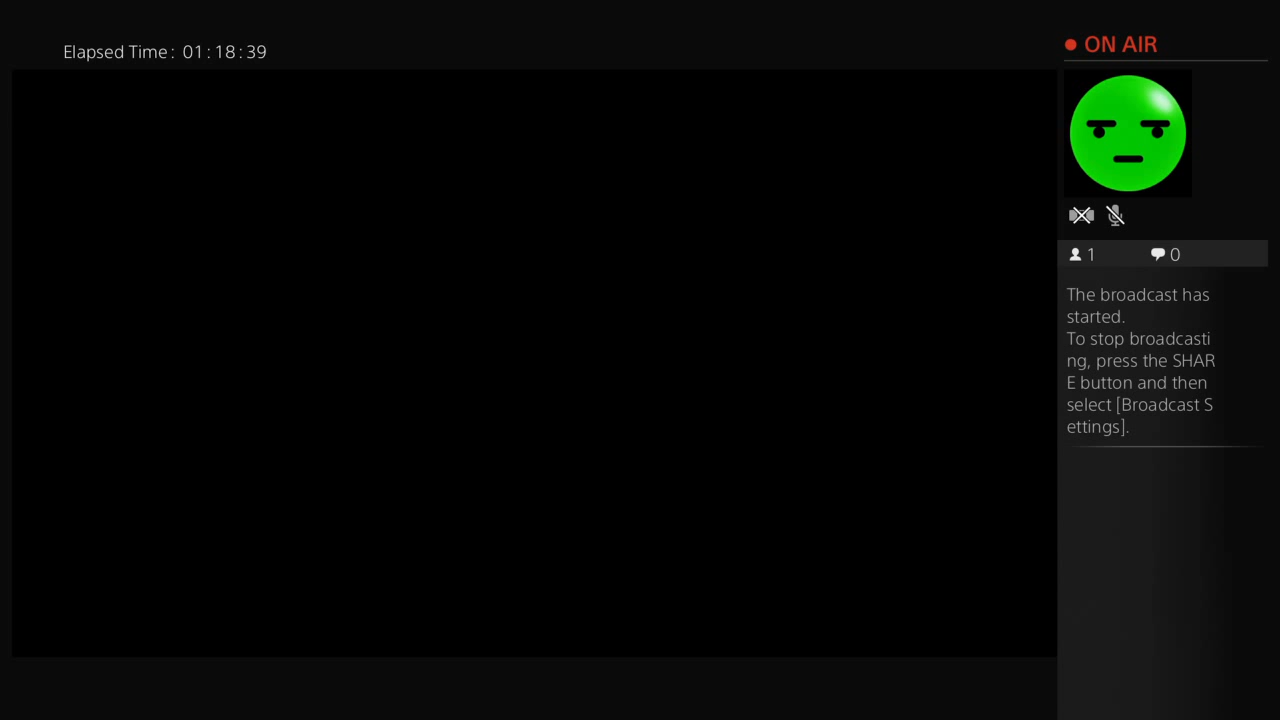 Elapsed Time: 01:18:39
ON AIR
1 0
The broadcast has
started.
To stop broadcasti
ng, press the SHAR
E button and then
select [Broadcast S
ettings].